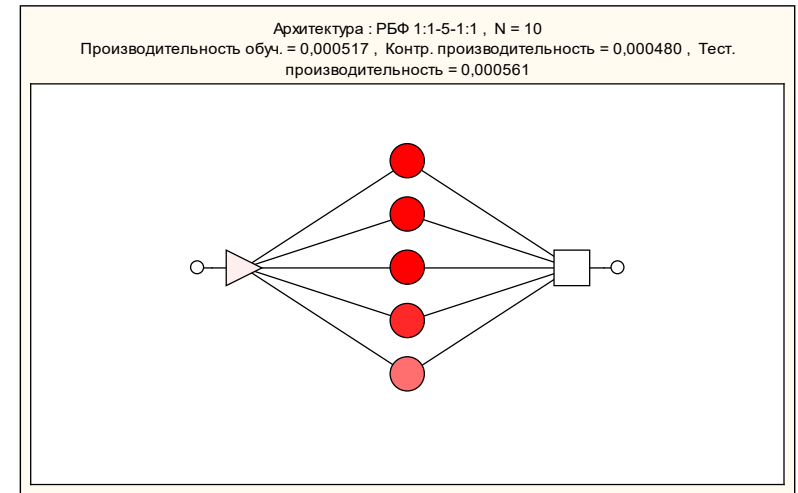 Архитектура : РБФ 1:1-5-1:1 , N = 10
Производительность обуч. = 0,000517 , Контр. производительность = 0,000480 , Тест.
производительность = 0,000561